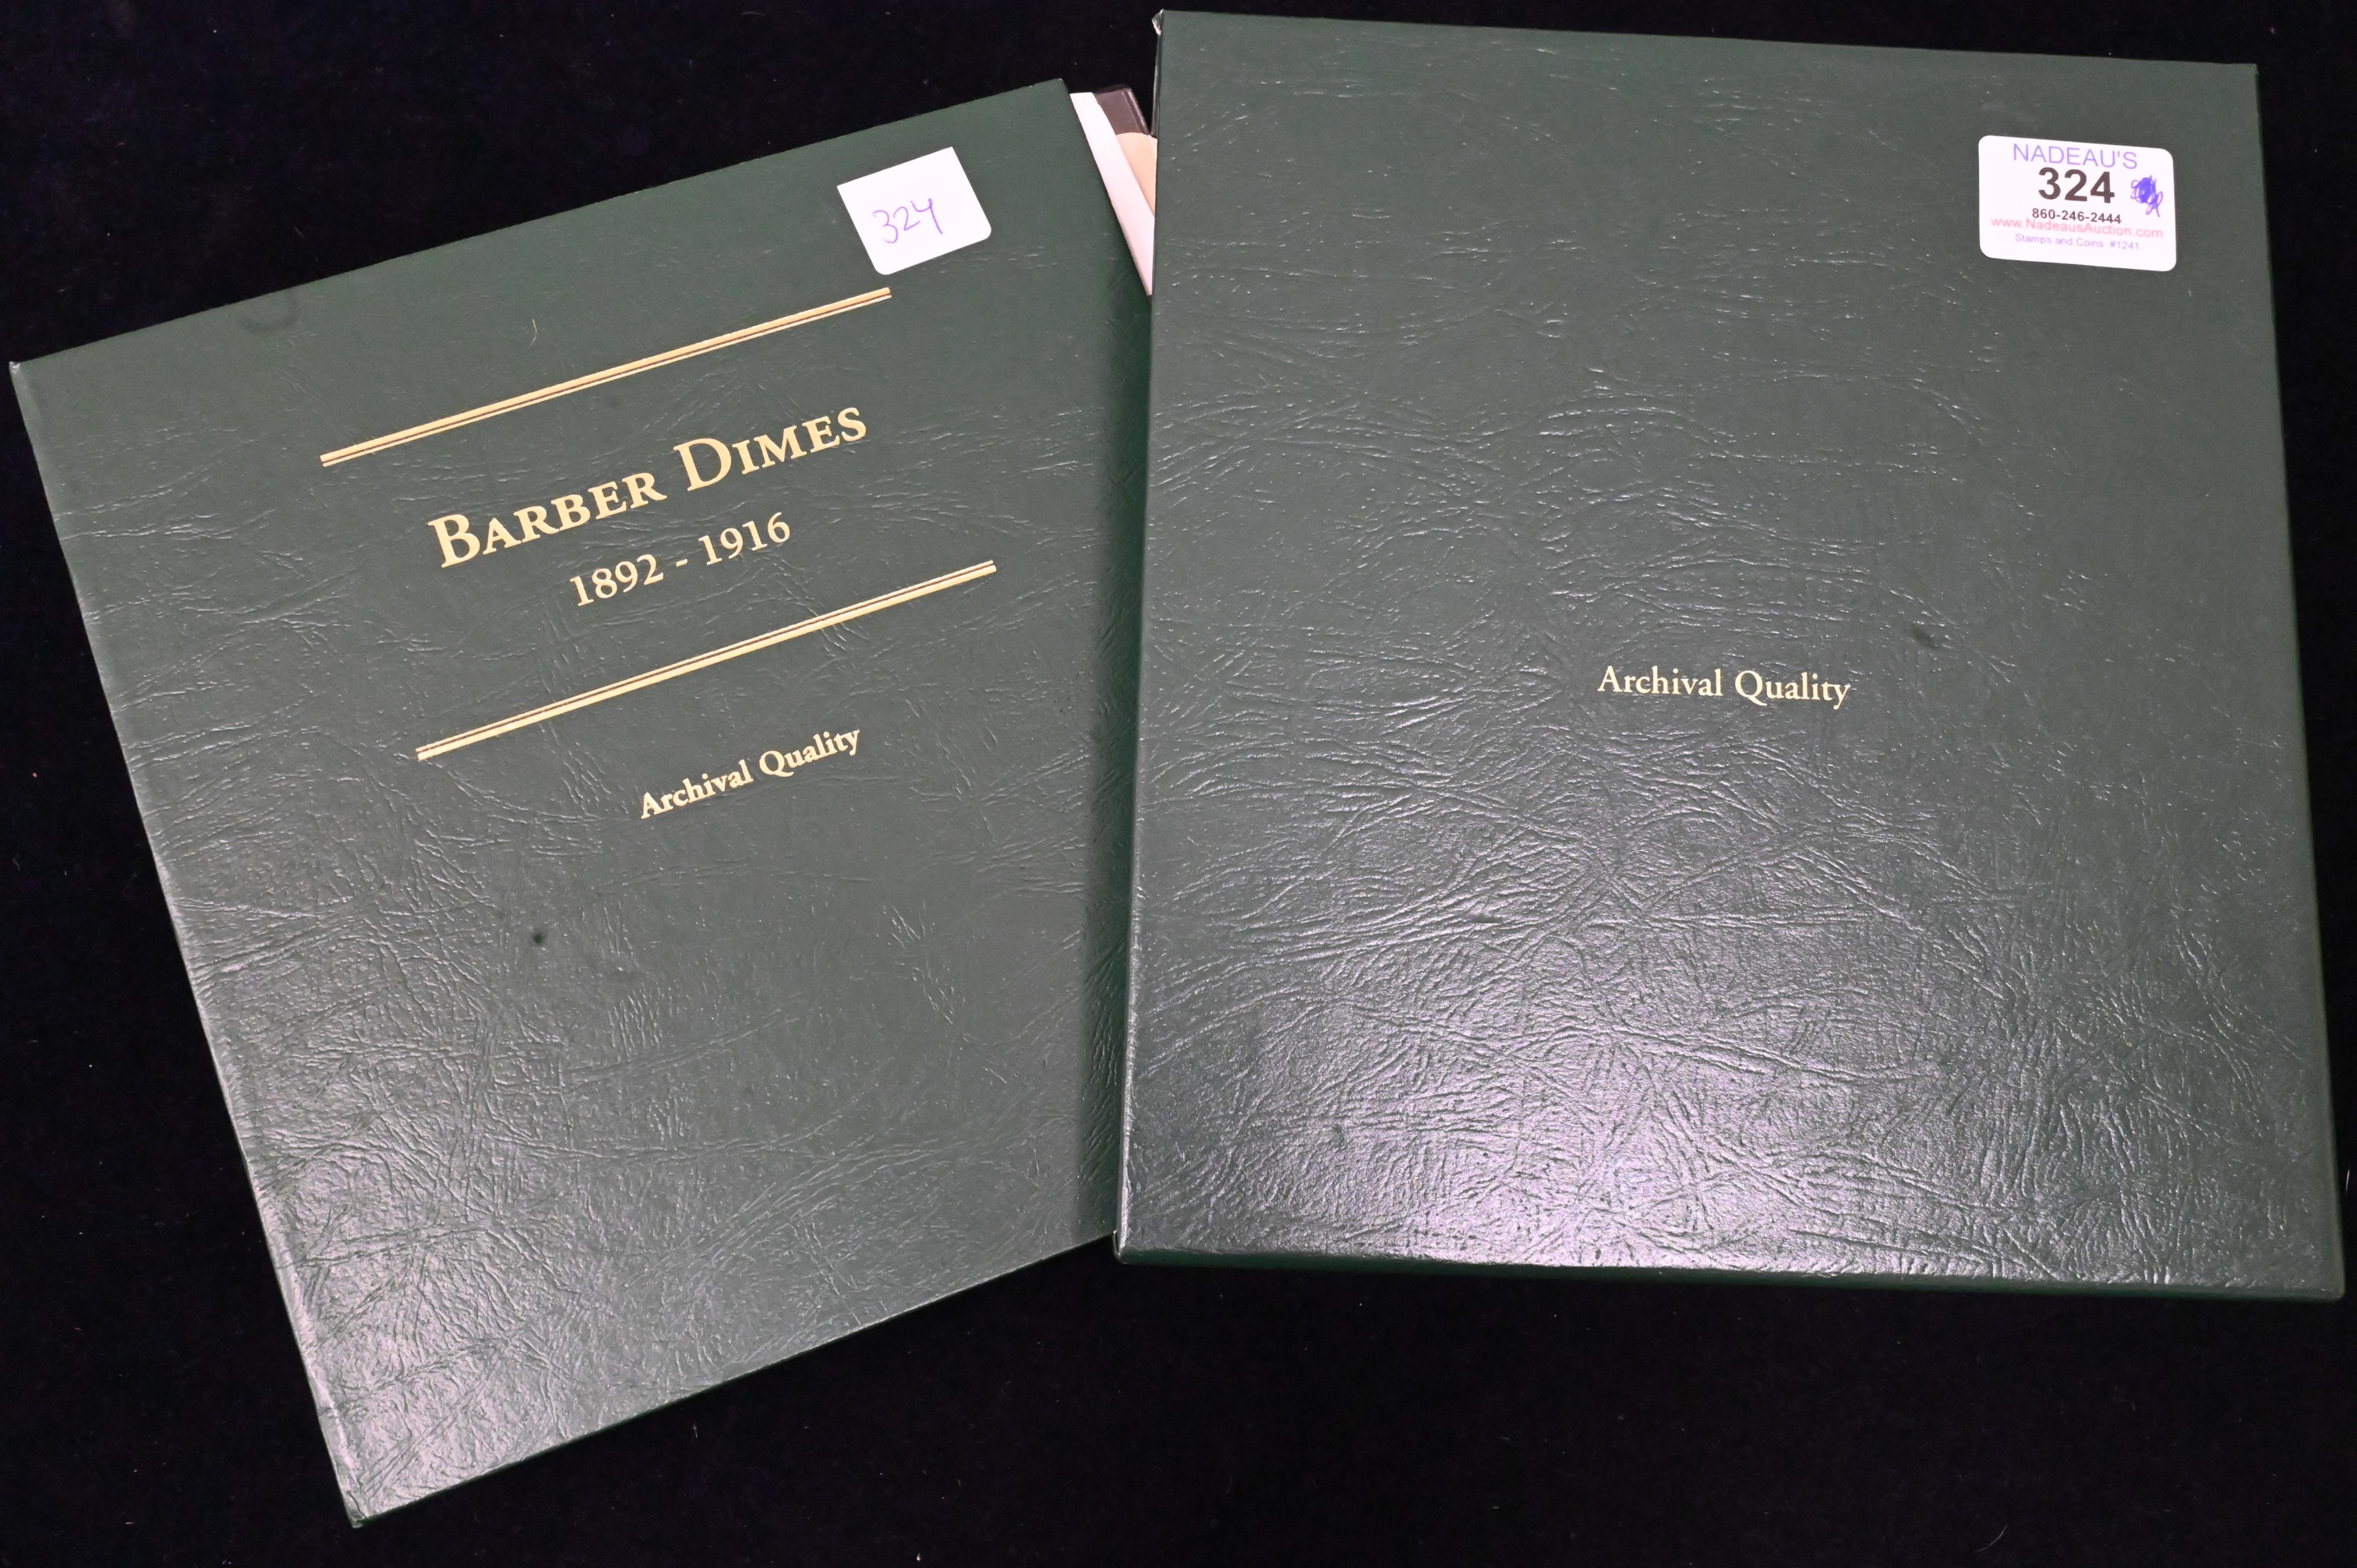 324
BARBER DIMES
1892 - 1916
Archival Quality
NADEAU'S
324
860-246-2444
www.NadeausAuction.com
Stamps and Coins #1241
Archival Quality